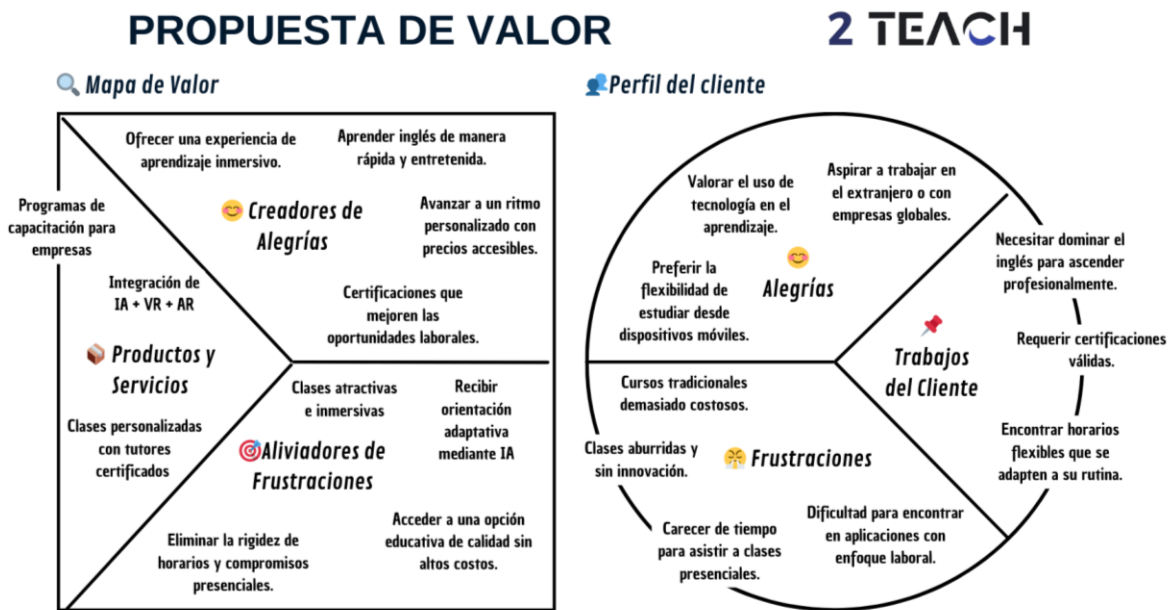 PROPUESTA DE VALOR
2 TEACH
Mapa de Valor
Ofrecer una experiencia de
aprendizaje inmersivo.
Aprender inglés de manera
rápida y entretenida.
Creadores de
Alegrías
Avanzar a un ritmo
personalizado con
precios accesibles.
Certificaciones que
mejoren las
oportunidades laborales.
Programas de
capacitación para
empresas
Integración de
IA + VR + AR
Productos y
Servicios
Clases personalizadas
con tutores
certificados
Clases atractivas
e inmersivas
Recibir
orientación
adaptativa
mediante IA
Aliviadores de
Frustraciones
Eliminar la rigidez de
horarios y compromisos
presenciales.
Acceder a una opción
educativa de calidad sin
altos costos.
Perfil del cliente
Valorar el uso de
tecnología en el
aprendizaje.
Aspirar a trabajar en
el extranjero o con
empresas globales.
Alegrías
Preferir la
flexibilidad de
estudiar desde
dispositivos móviles.
Necesitar dominar el
inglés para ascender
profesionalmente.
Trabajos
del Cliente
Requerir certificaciones
válidas.
Encontrar horarios
flexibles que se
adapten a su rutina.
Cursos tradicionales
demasiado costosos.
Clases aburridas y
sin innovación.
Frustraciones
Carecer de tiempo
para asistir a clases
presenciales.
Dificultad para encontrar
en aplicaciones con
enfoque laboral.